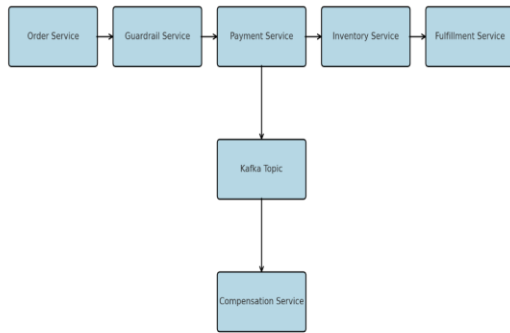 Order Service
Guardrail Service
Payment Service
Inventory Service
Fulfillment Service
Kafka Topic
Compensation Service